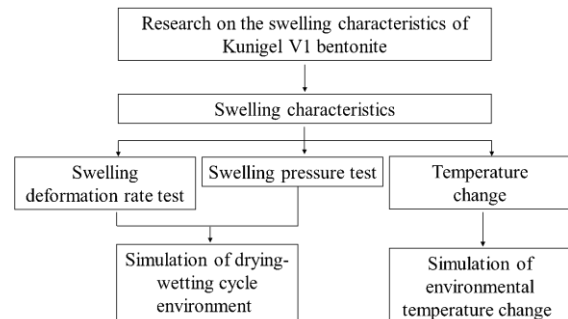 Research on the swelling characteristics of
Kunigel V1 bentonite
Swelling characteristics
Swelling
deformation rate test
Swelling pressure test
Temperature
change
Simulation of drying-
wetting cycle
environment
Simulation of
environmental
temperature change